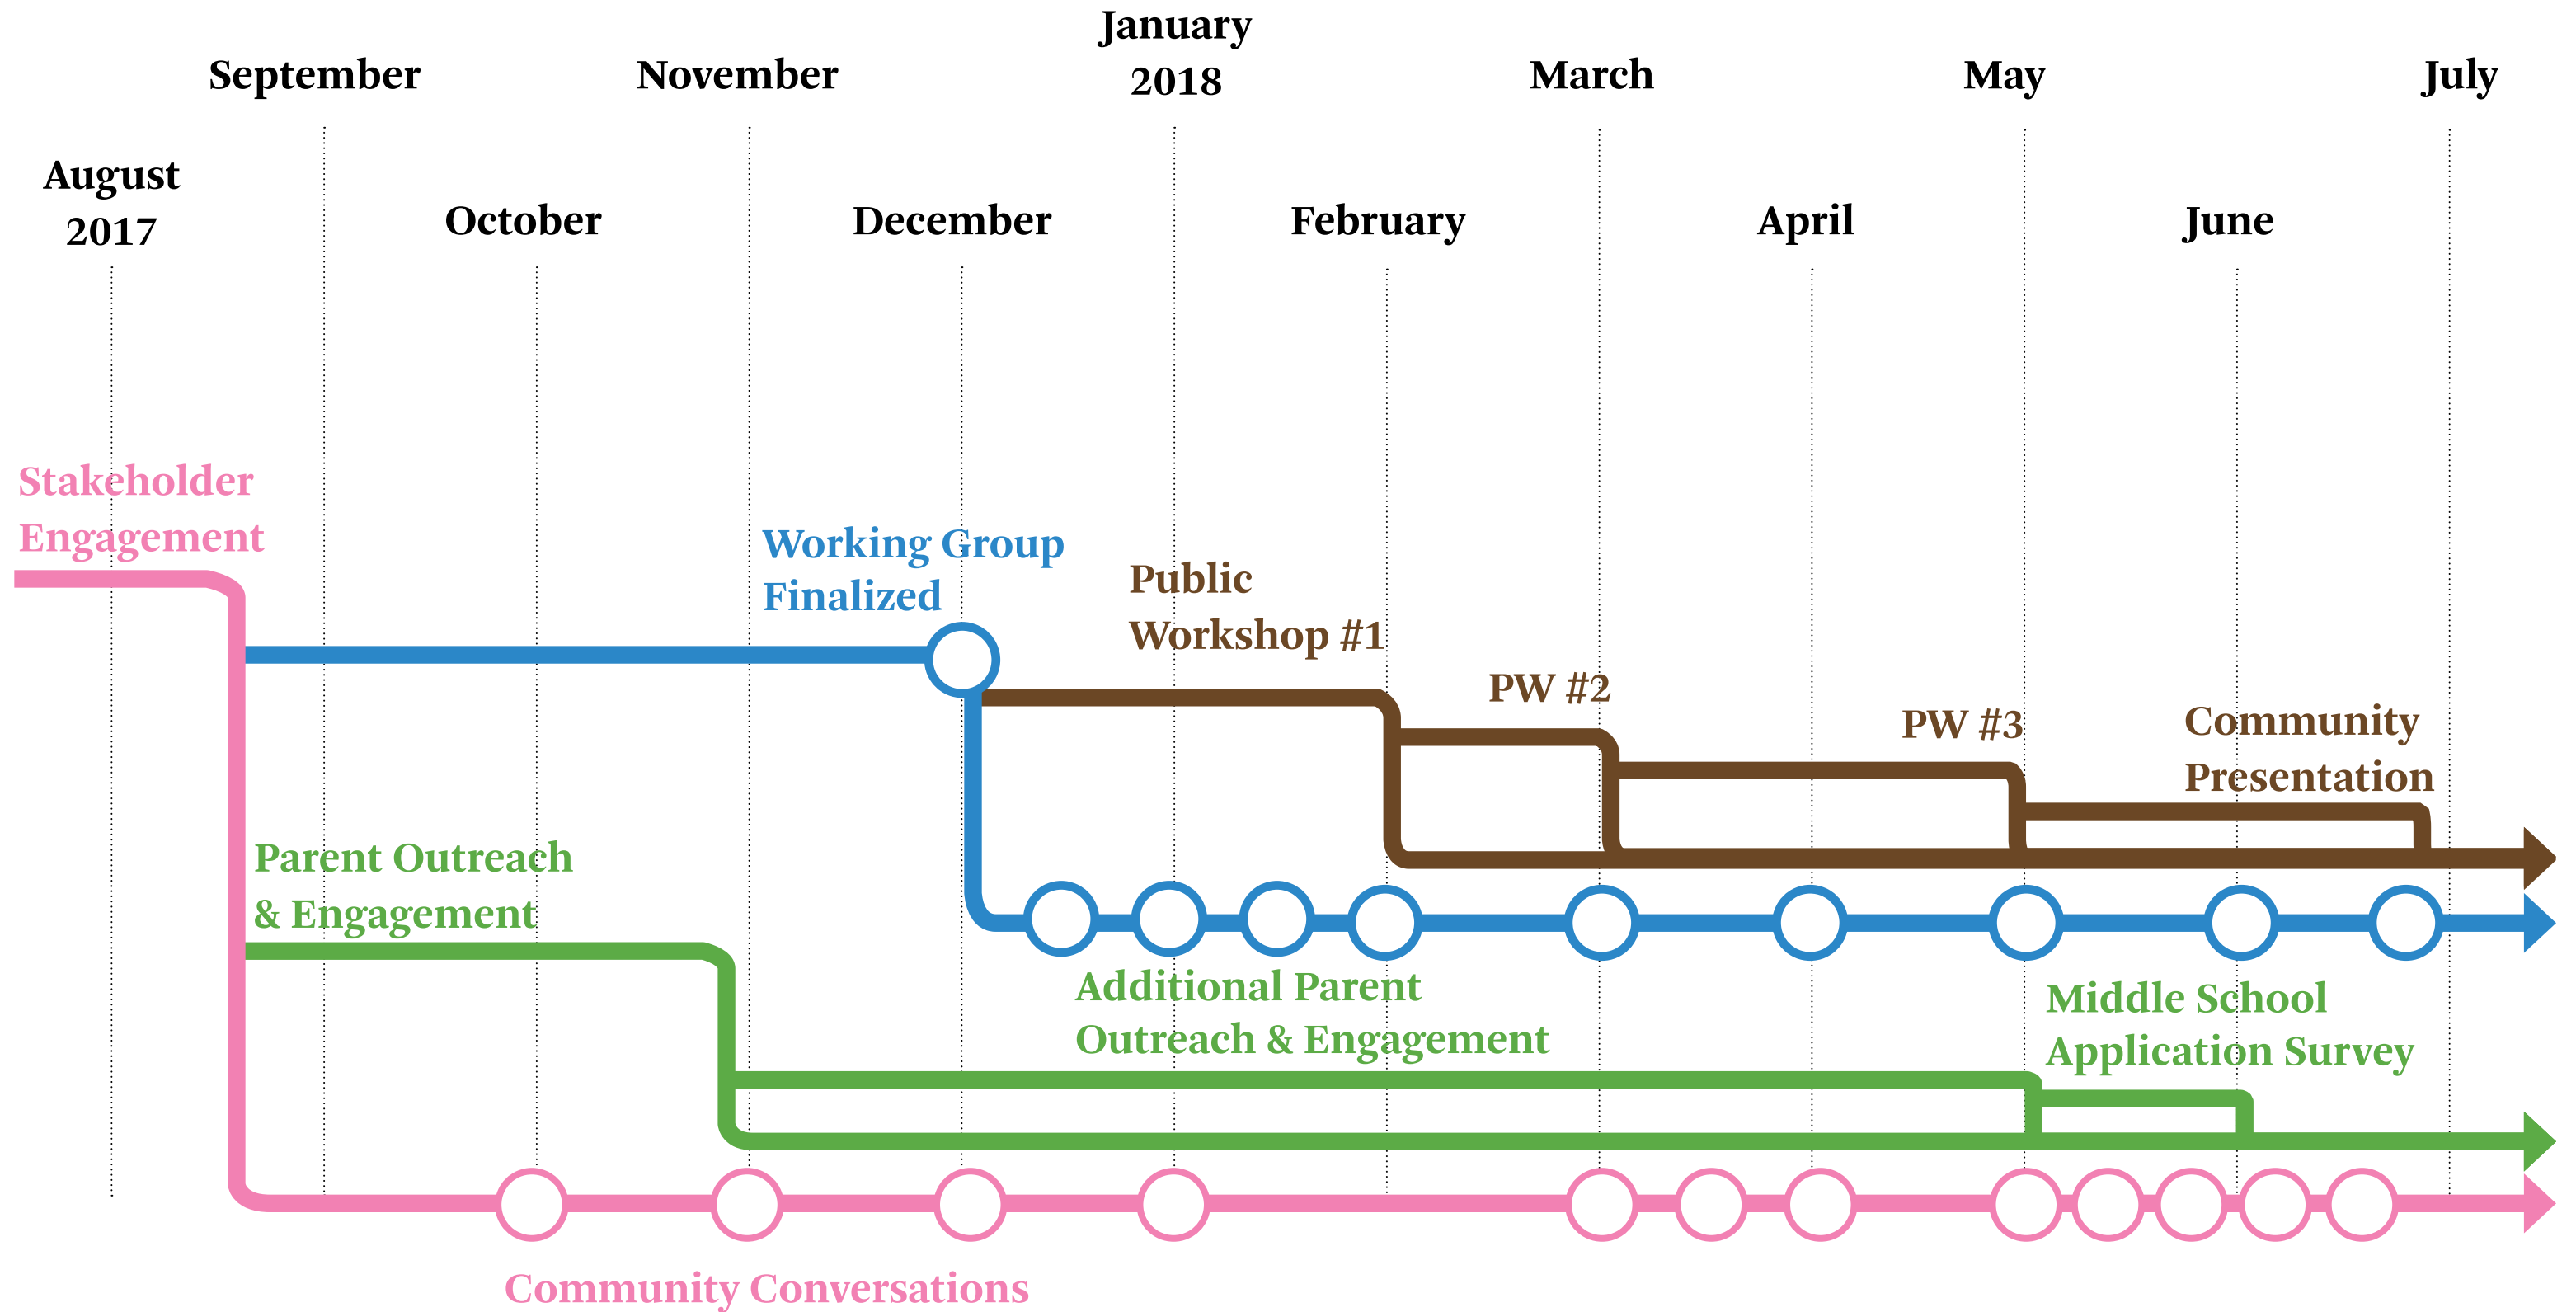 January
2018
September
November
March
May
July
August
2017
October
December
February
April
June
Stakeholder
Engagement
Working Group
Finalized
Public
Workshop #1
PW #2
PW #3
Community
Presentation
Parent Outreach
& Engagement
Additional Parent
Outreach & Engagement
Middle School
Application Survey
Community Conversations